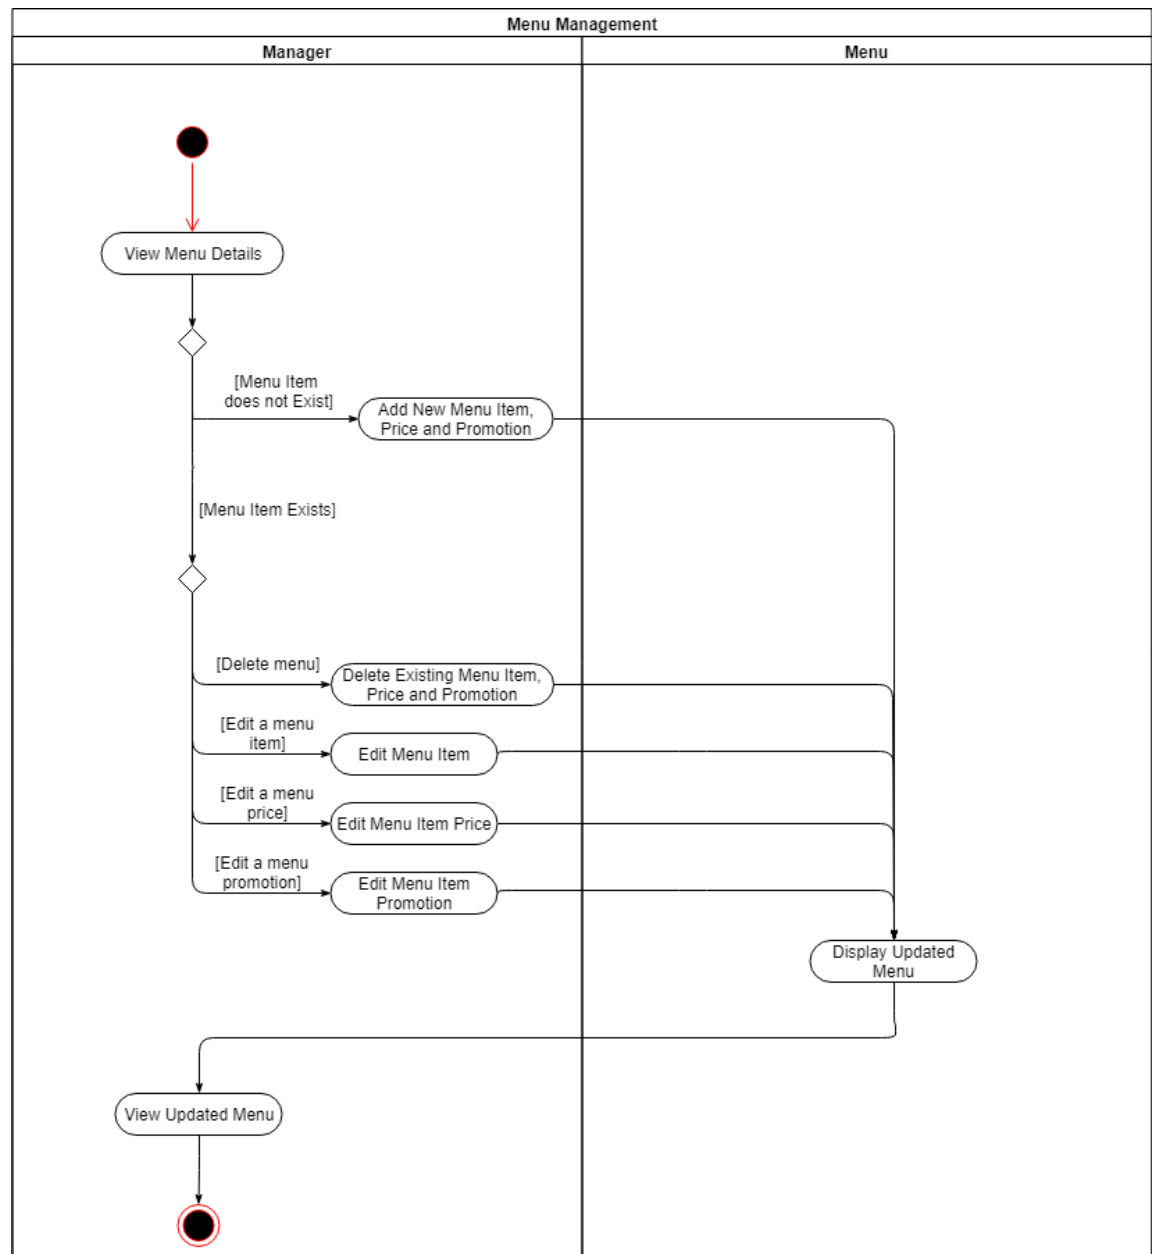 Menu Management
Manager
Menu
View Menu Details
[Menu Item
does not Exist]
Add New Menu Item,
Price and Promotion
[Menu Item Exists]
[Delete menu]
Delete Existing Menu Item,
Price and Promotion
[Edit a menu
item]
Edit Menu Item
[Edit a menu
price]
Edit Menu Item Price
[Edit a menu
promotion]
Edit Menu Item
Promotion
Display Updated
Menu
View Updated Menu